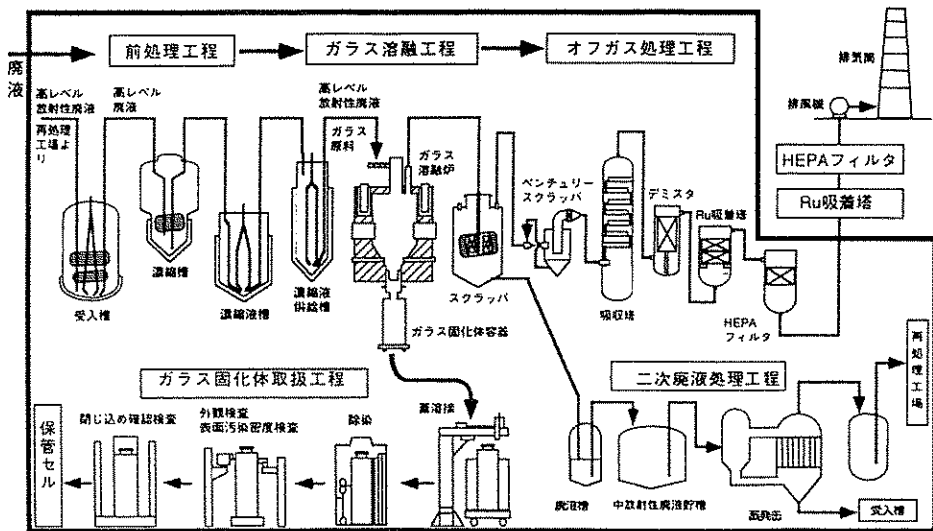 前処理工程
ガラス溶融工程
オフガス処理工程
廃液
高レベル
放射性廃液
高レベル
廃液
再処理
工場よ
り
高レベル
放射性廃液
ガラス
原料
ガラス
溶融炉
ベンチュリー
スクラッバ
デミスタ
Ru吸着塔
排気筒
排風機
HEPAフィルタ
Ru吸着塔
受入槽
濃縮槽
濃縮液槽
濃縮液
供給槽
スクラッバ
吸収塔
HEPA
フィルタ
ガラス固化体容器
ガラス固化体取扱工程
二次廃液処理工程
再処理工場
保管セル
閉じ込め確認検査
外観検査
表面汚染密度検査
除染
蓋溶接
廃液槽
中放射性廃液貯槽
蒸発缶
受入槽